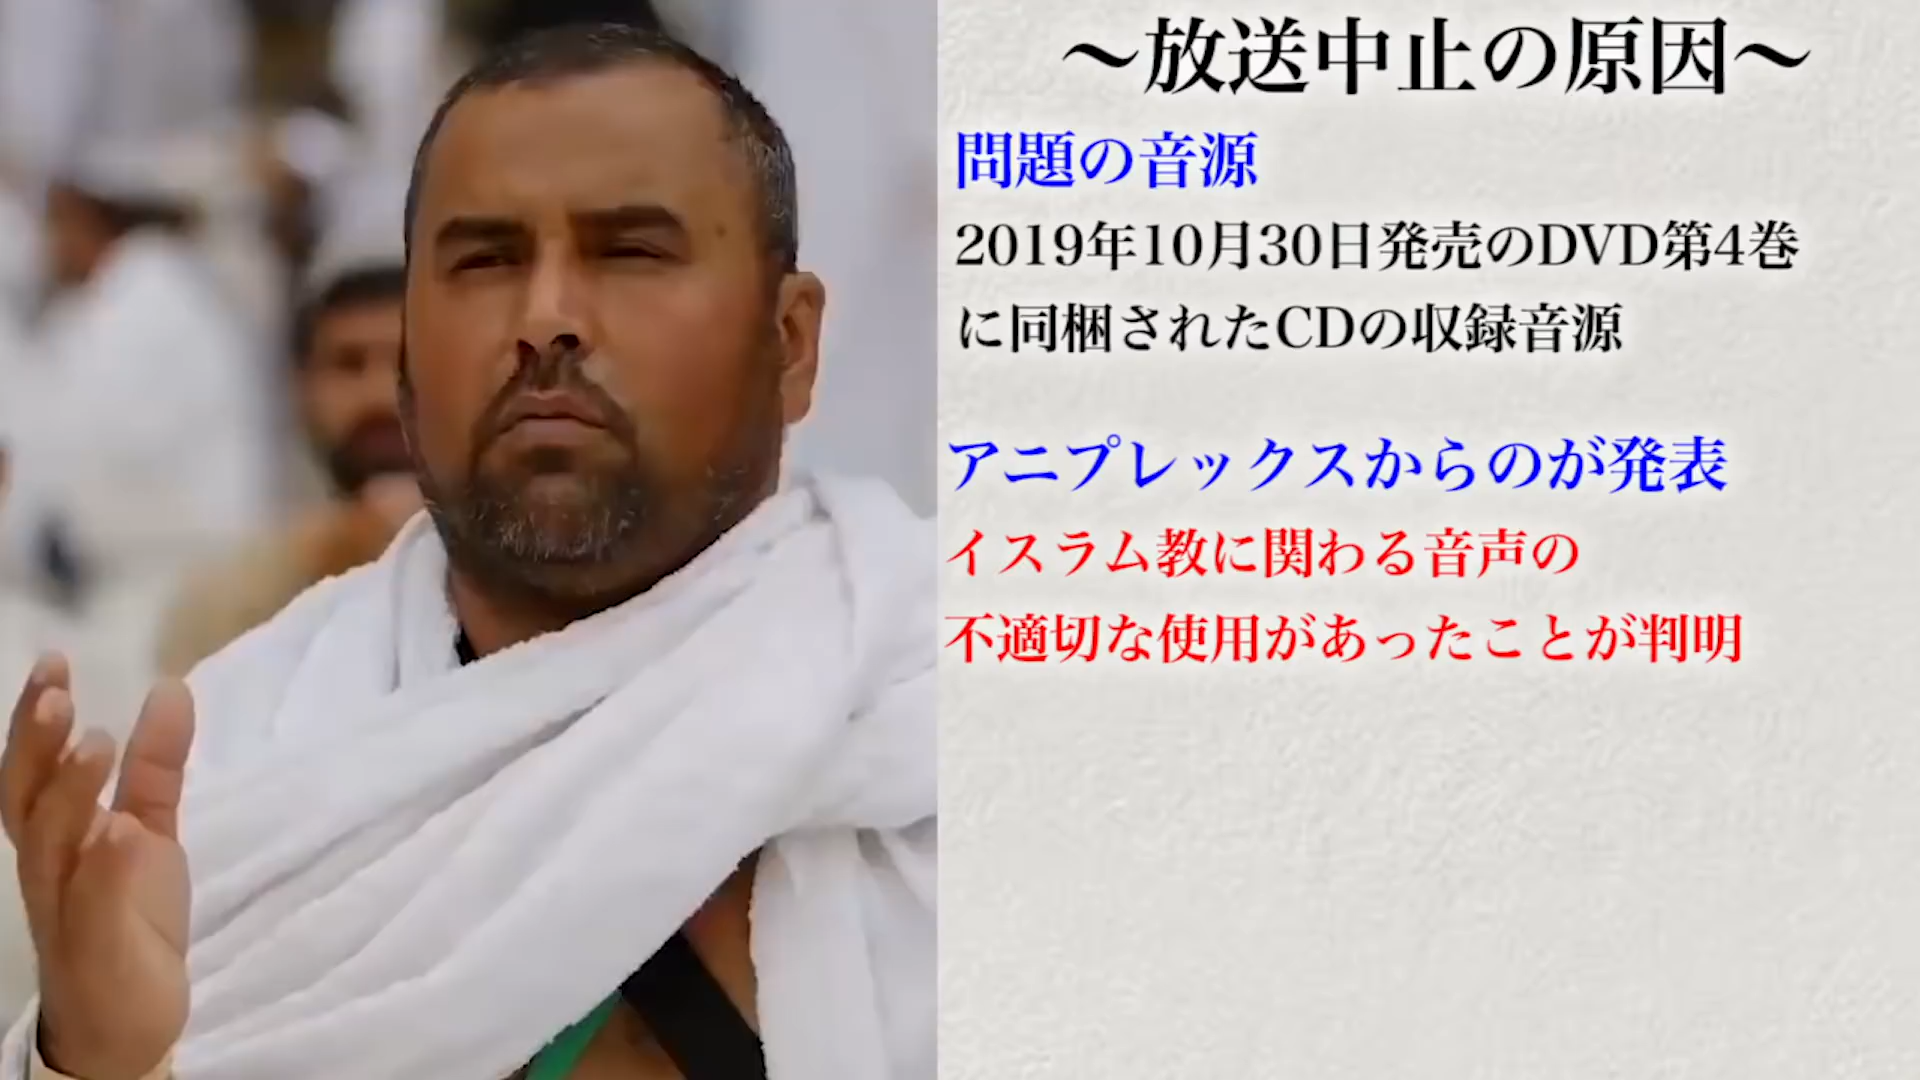 ～放送中止の原因～
問題の音源
2019年10月30日発売のDVD第4巻
に同梱されたCDの収録音源
アニプレックスからのが発表
イスラム教に関わる音声の
不適切な使用があったことが判明